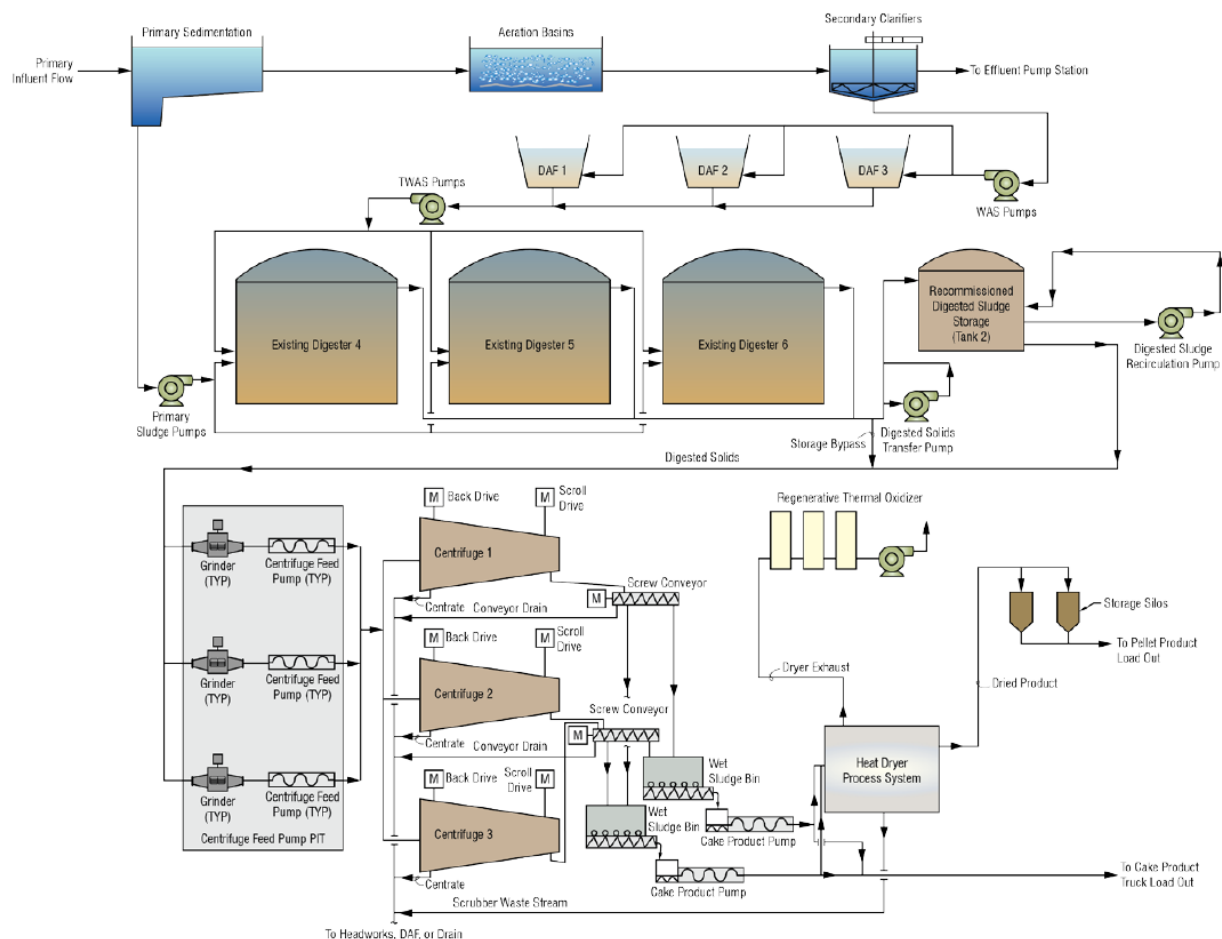 Primary Sedimentation
Aeration Basins
Secondary Clarifiers
Primary
Influent Flow
To Effluent Pump Station
DAF 1
DAF 2
DAF 3
TWAS Pumps
WAS Pumps
Existing Digester 4
Existing Digester 5
Existing Digester 6
Recommissioned
Digested Sludge
Storage
(Tank 2)
Digested Sludge
Recirculation Pump
Primary
Sludge Pumps
Digested Solids
Transfer Pump
Storage Bypass
Digested Solids
M
Back Drive
M
Scroll
Drive
Centrifuge 1
Grinder
(TYP)
Centrifuge Feed
Pump (TYP)
Centrate
Conveyor Drain
M
Screw Conveyor
Regenerative Thermal Oxidizer
Storage Silos
To Pellet Product
Load Out
Dryer Exhaust
Dried Product
M
Back Drive
M
Scroll
Drive
Centrifuge 2
Grinder
(TYP)
Centrifuge Feed
Pump (TYP)
Screw Conveyor
M
Centrate
Conveyor Drain
Wet
Sludge Bin
Heat Dryer
Process System
M
Back Drive
Scroll
Drive
M
Centrifuge 3
Grinder
(TYP)
Centrifuge Feed
Pump (TYP)
Centrifuge Feed Pump PIT
Wet
Sludge Bin
Cake Product Pump
Cake Product Pump
Centrate
To Cake Product
Truck Load Out
Scrubber Waste Stream
To Headworks, DAF, or Drain